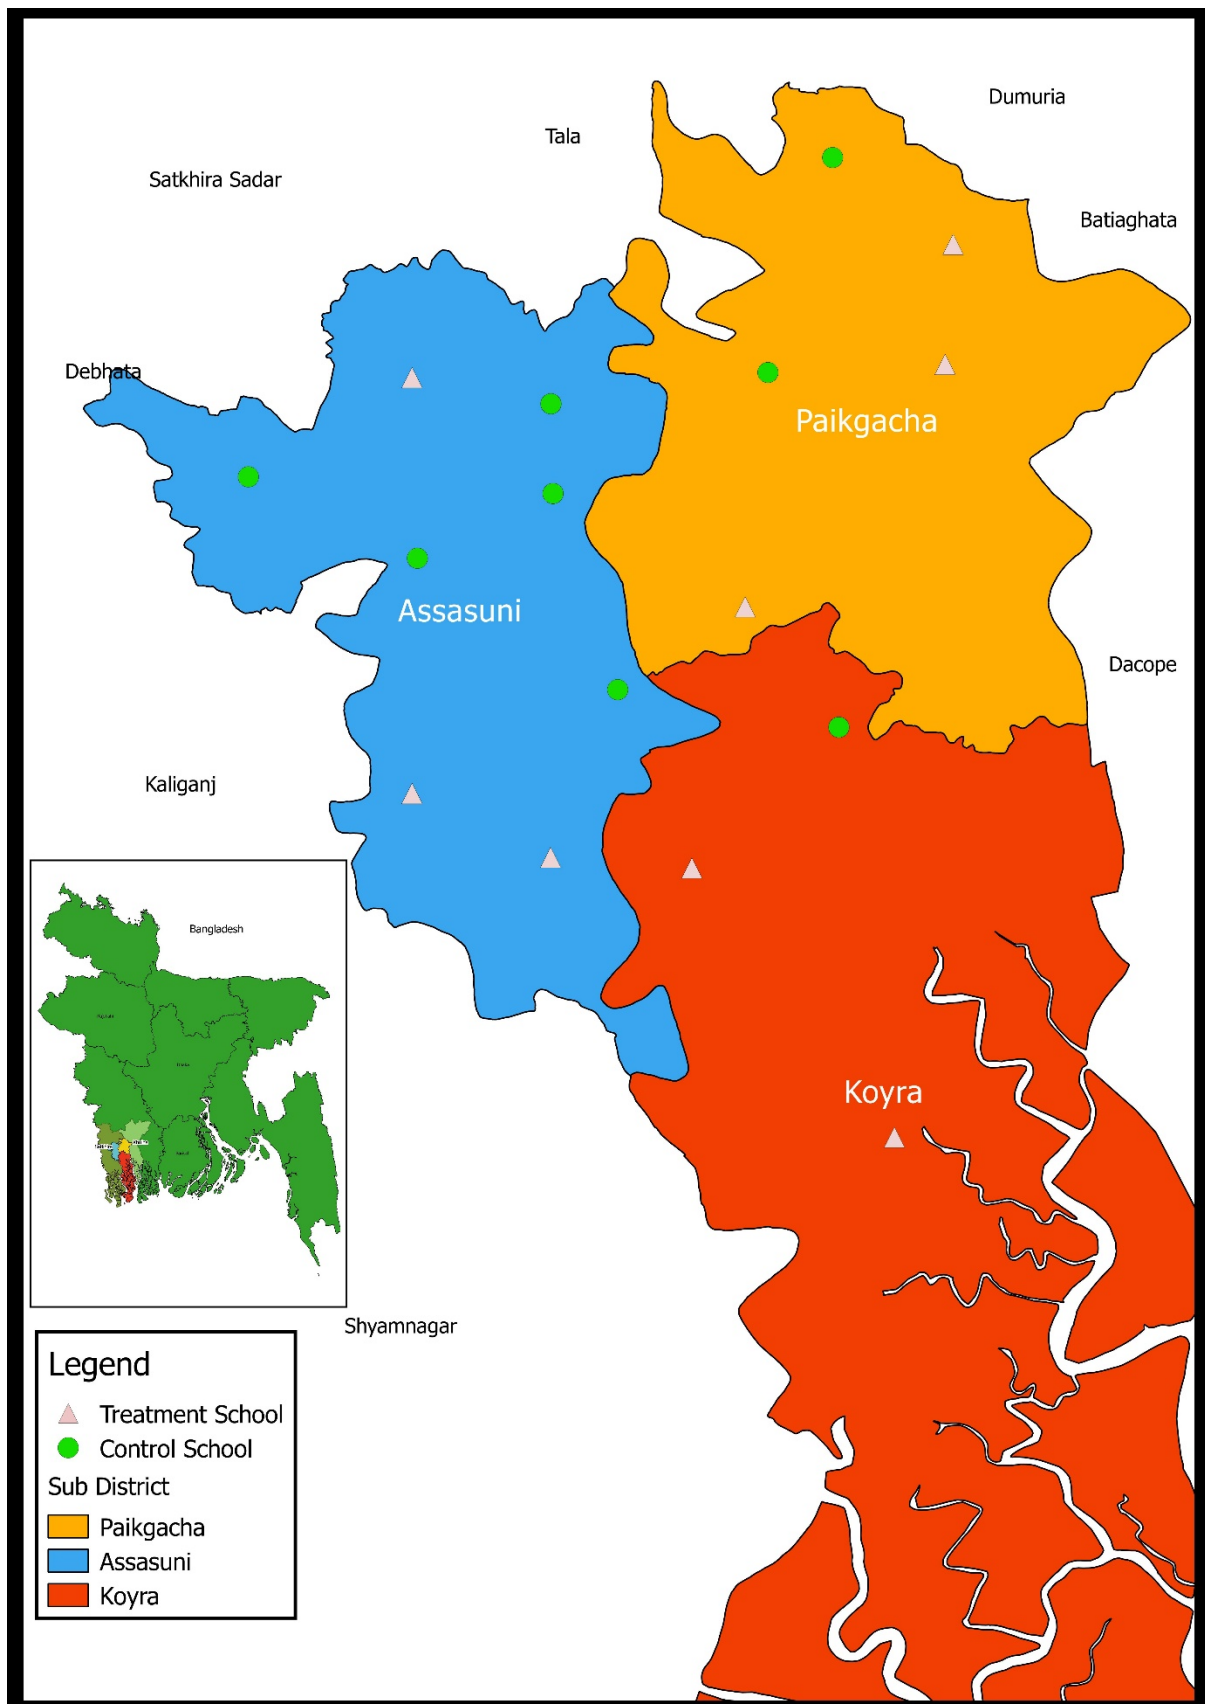 Dumuria
Tala
Satkhira Sadar
Batiaghata
Debhata
Paikgacha
Assasuni
Dacope
Kaliganj
Bangladesh
Koyra
Shyamnagar
Legend
Treatment School
Control School
Sub District
Paikgacha
Assasuni
Koyra